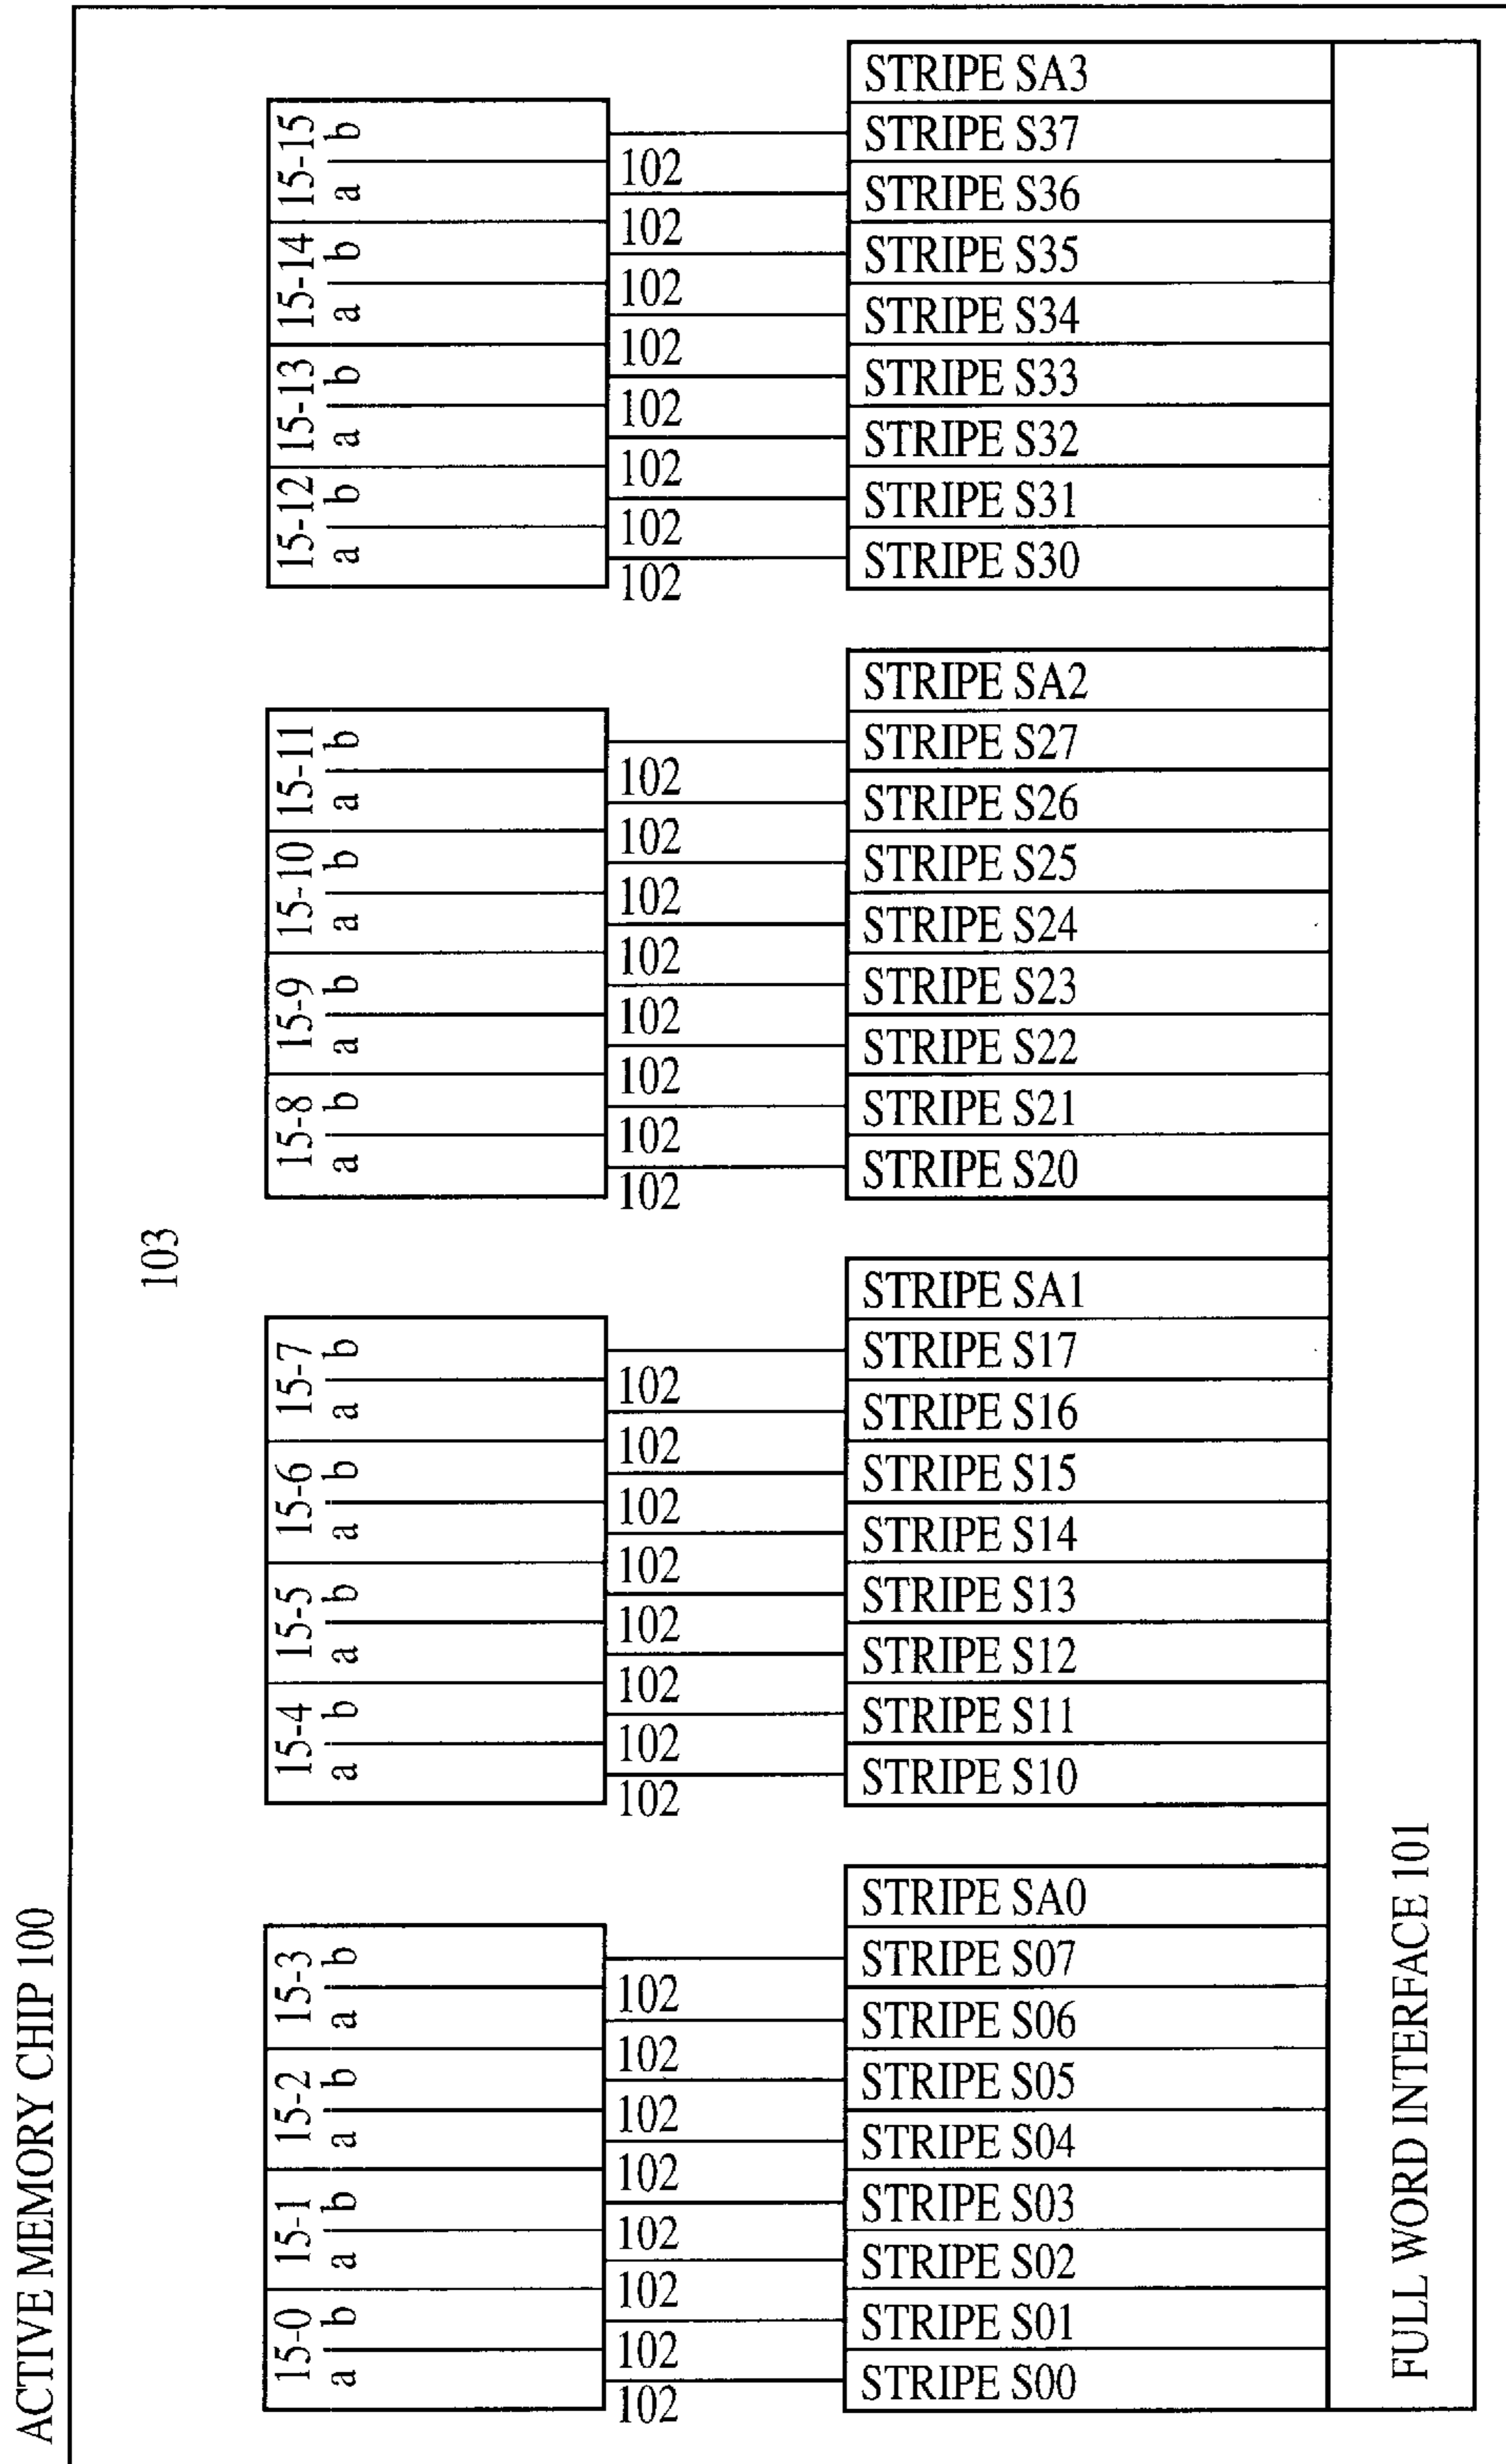 ACTIVE MEMORY CHIP 100
103
15-15
a b
15-14
a b
15-13
a b
15-12
a b
102
102
102
102
102
102
102
102
STRIPE SA3
STRIPE S37
STRIPE S36
STRIPE S35
STRIPE S34
STRIPE S33
STRIPE S32
STRIPE S31
STRIPE S30
15-11
a b
15-10
a b
15-9
a b
15-8
a b
102
102
102
102
102
102
102
102
STRIPE SA2
STRIPE S27
STRIPE S26
STRIPE S25
STRIPE S24
STRIPE S23
STRIPE S22
STRIPE S21
STRIPE S20
15-7
a b
15-6
a b
15-5
a b
15-4
a b
102
102
102
102
102
102
102
102
STRIPE SA1
STRIPE S17
STRIPE S16
STRIPE S15
STRIPE S14
STRIPE S13
STRIPE S12
STRIPE S11
STRIPE S10
15-3
a b
15-2
a b
15-1
a b
15-0
a b
102
102
102
102
102
102
102
102
STRIPE SA0
STRIPE S07
STRIPE S06
STRIPE S05
STRIPE S04
STRIPE S03
STRIPE S02
STRIPE S01
STRIPE S00
FULL WORD INTERFACE 101